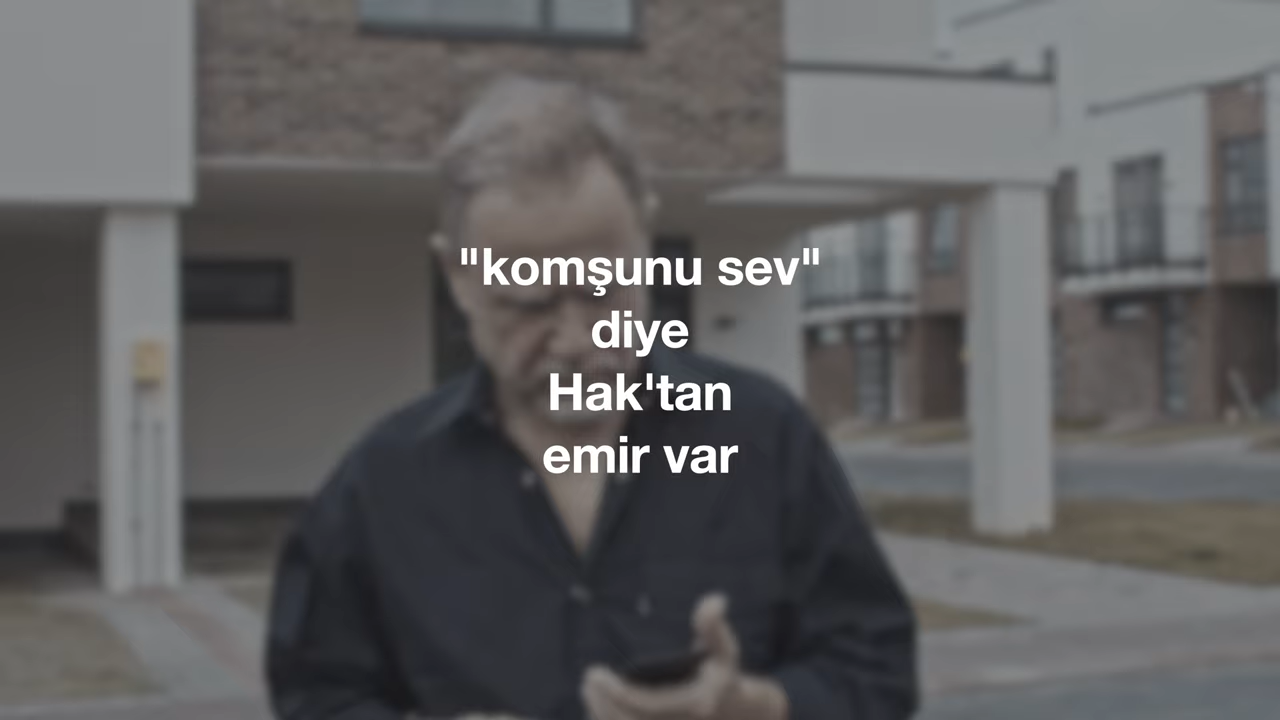 "komşunu sev"
diye
Hak'tan
emir var